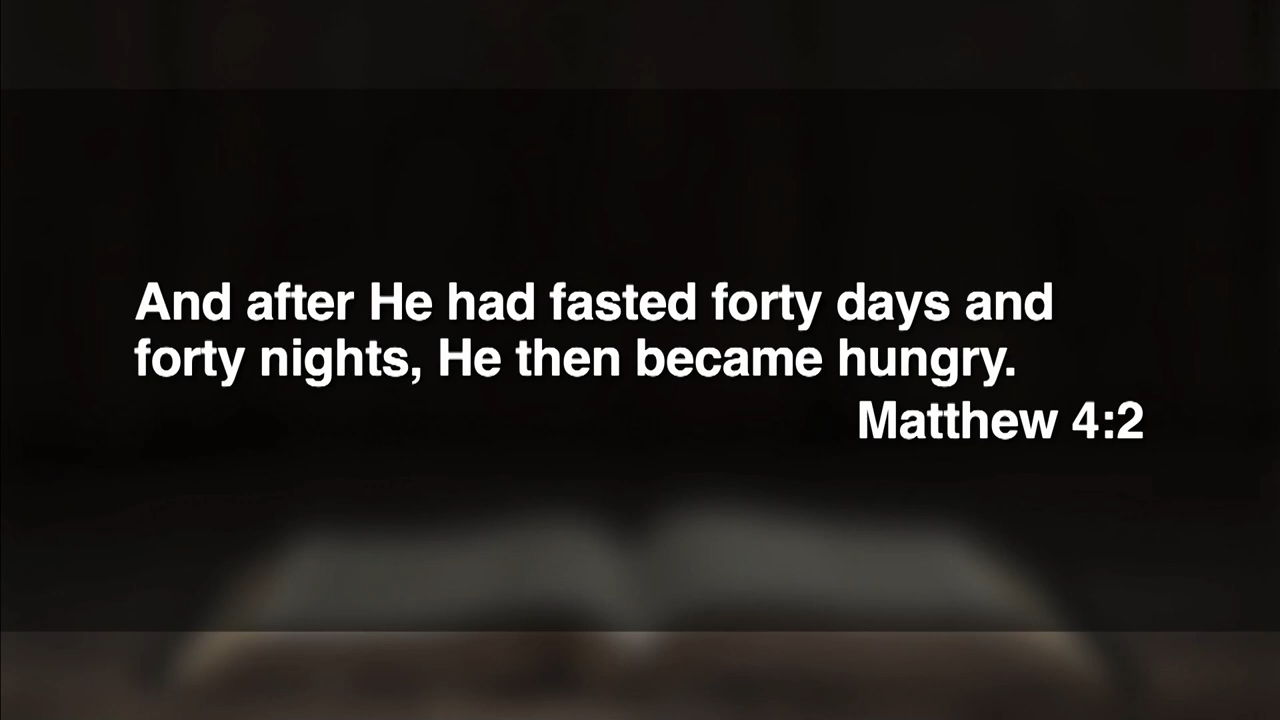 And after He had fasted forty days and
forty nights, He then became hungry.
Matthew 4:2